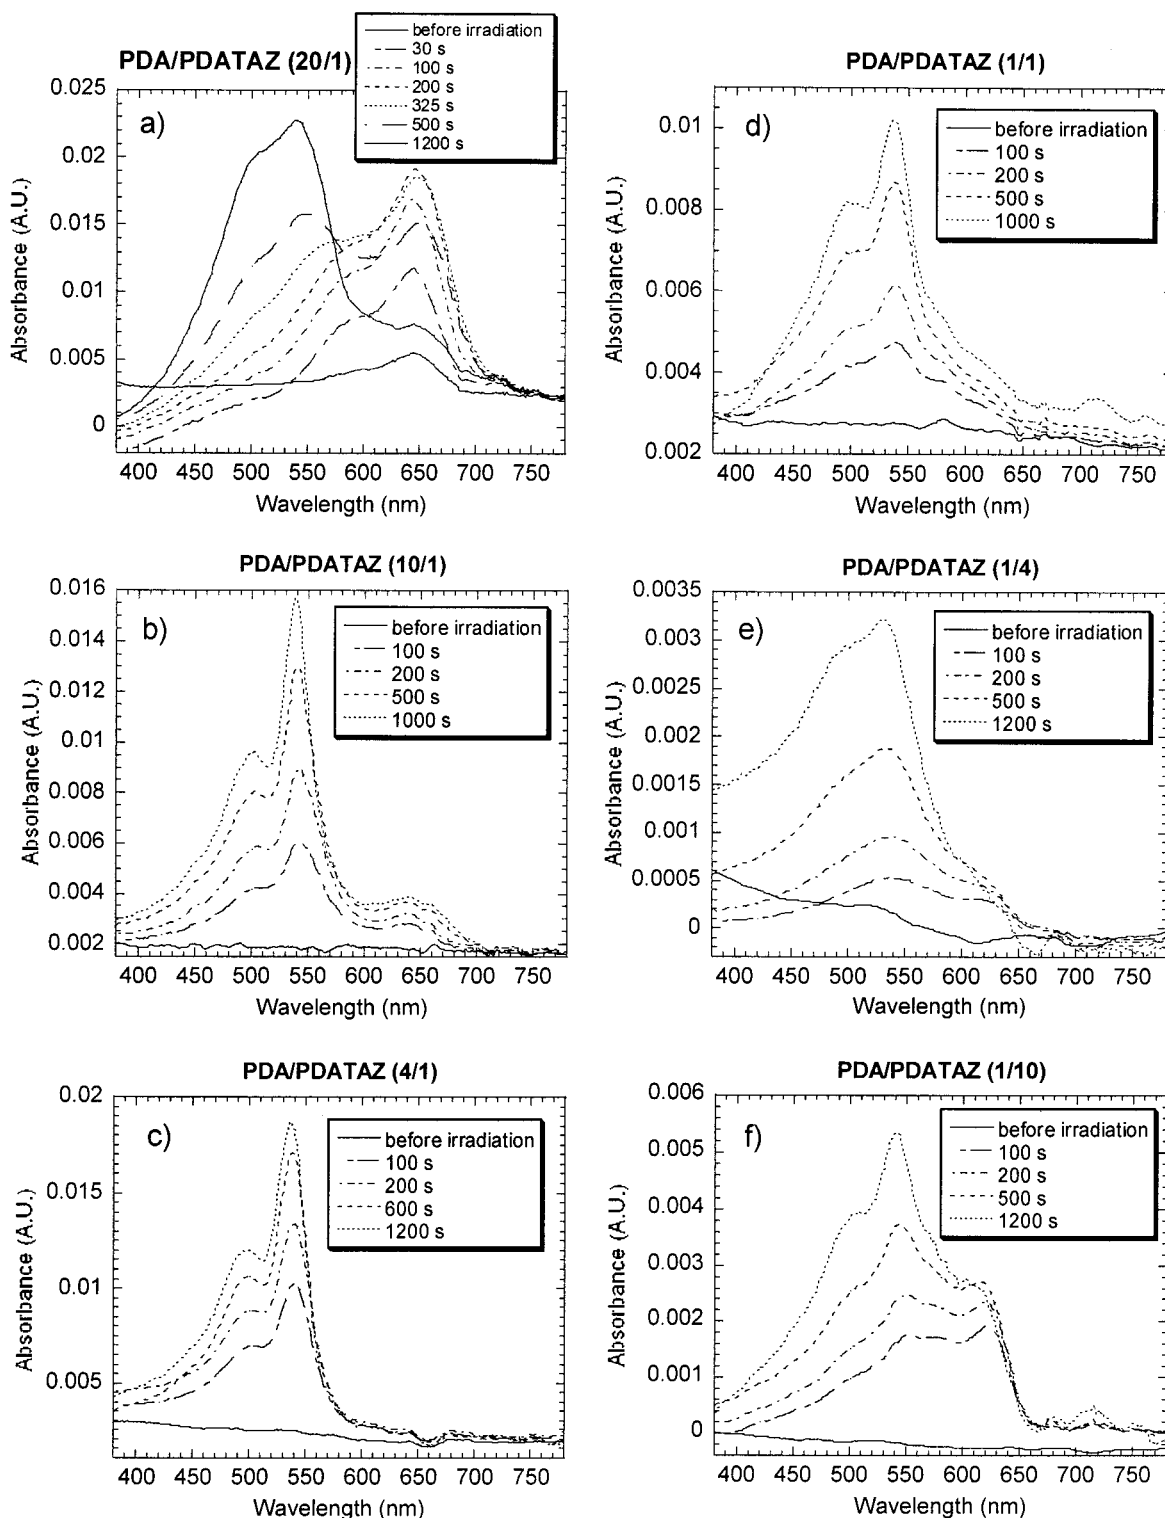 PDA/PDATAZ (20/1)
before irradiation
30 s
100 s
200 s
325 s
500 s
1200 s
a)
0.025
0.02
0.015
0.01
0.005
0
Absorbance (A.U.)
400 450 500 550 600 650 700 750
Wavelength (nm)
PDA/PDATAZ (1/1)
d)
before irradiation
100 s
200 s
500 s
1000 s
0.01
0.008
0.006
0.004
0.002
Absorbance (A.U.)
400 450 500 550 600 650 700 750
Wavelength (nm)
PDA/PDATAZ (10/1)
b)
before irradiation
100 s
200 s
500 s
1000 s
0.016
0.014
0.012
0.01
0.008
0.006
0.004
0.002
Absorbance (A.U.)
400 450 500 550 600 650 700 750
Wavelength (nm)
PDA/PDATAZ (1/4)
e)
before irradiation
100 s
200 s
500 s
1200 s
0.0035
0.003
0.0025
0.002
0.0015
0.001
0.0005
0
Absorbance (A.U.)
400 450 500 550 600 650 700 750
Wavelength (nm)
PDA/PDATAZ (4/1)
c)
before irradiation
100 s
200 s
600 s
1200 s
0.02
0.015
0.01
0.005
Absorbance (A.U.)
400 450 500 550 600 650 700 750
Wavelength (nm)
PDA/PDATAZ (1/10)
f)
before irradiation
100 s
200 s
500 s
1200 s
0.006
0.005
0.004
0.003
0.002
0.001
0
Absorbance (A.U.)
400 450 500 550 600 650 700 750
Wavelength (nm)